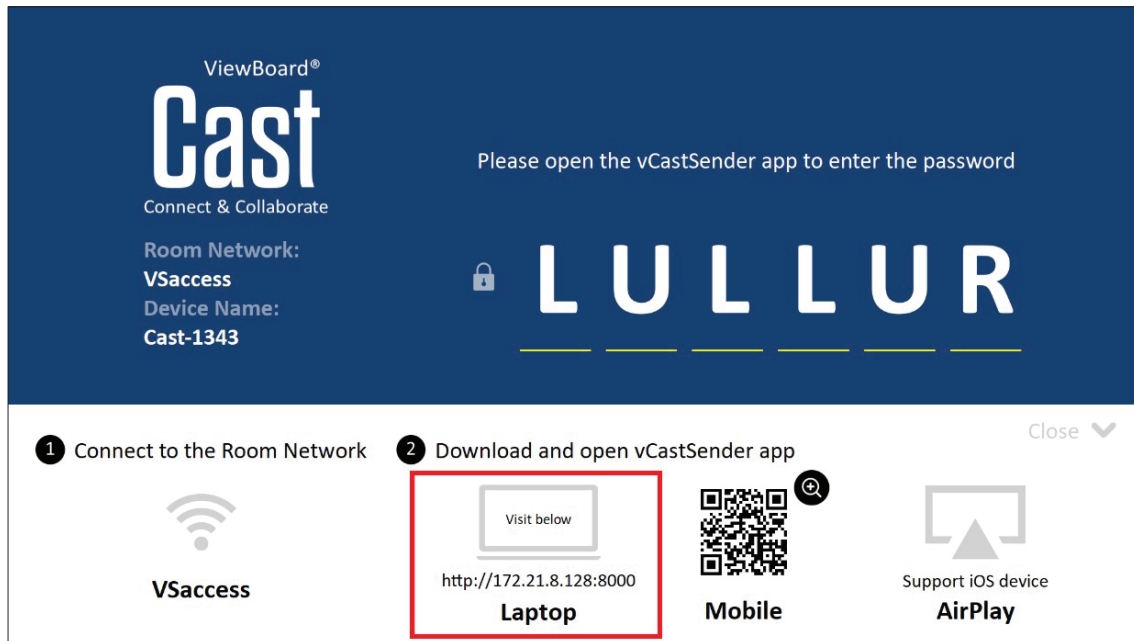 ViewBoard®
Cast
Connect & Collaborate
Room Network:
VSaccess
Device Name:
Cast-1343
Please open the vCastSender app to enter the password
L U L L U R
Close
1 Connect to the Room Network
VSaccess
2 Download and open vCastSender app
Visit below
http://172.21.8.128:8000
Laptop
Mobile
Support iOS device
AirPlay